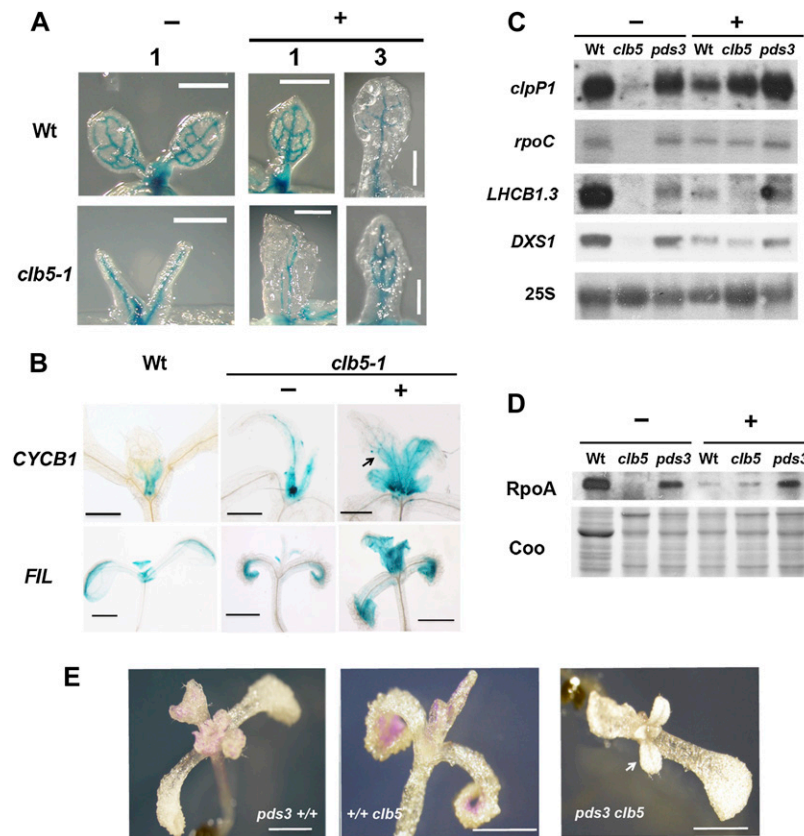 A
− +
1 1 3
Wt
clb5-1
B
Wt clb5-1
− +
CYCB1
FIL
C
− +
Wt clb5 pds3 Wt clb5 pds3
clpP1
rpoC
LHCB1.3
DXS1
25S
D
− +
Wt clb5 pds3 Wt clb5 pds3
RpoA
Coo
E
pds3 +/+ +/+ clb5 pds3 clb5